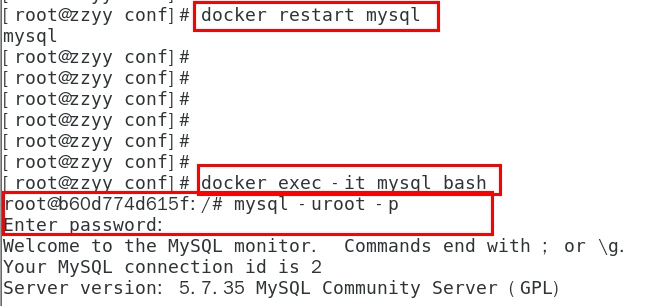 [root@zzyy conf]# docker restart mysql
mysql
[root@zzyy conf]#
[root@zzyy conf]#
[root@zzyy conf]#
[root@zzyy conf]#
[root@zzyy conf]#
[root@zzyy conf]#
[root@zzyy conf]# docker exec -it mysql bash
root@b60d774d615f:/# mysql -uroot -p
Enter password:
Welcome to the MySQL monitor.  Commands end with ; or \g.
Your MySQL connection id is 2
Server version: 5.7.35 MySQL Community Server (GPL)